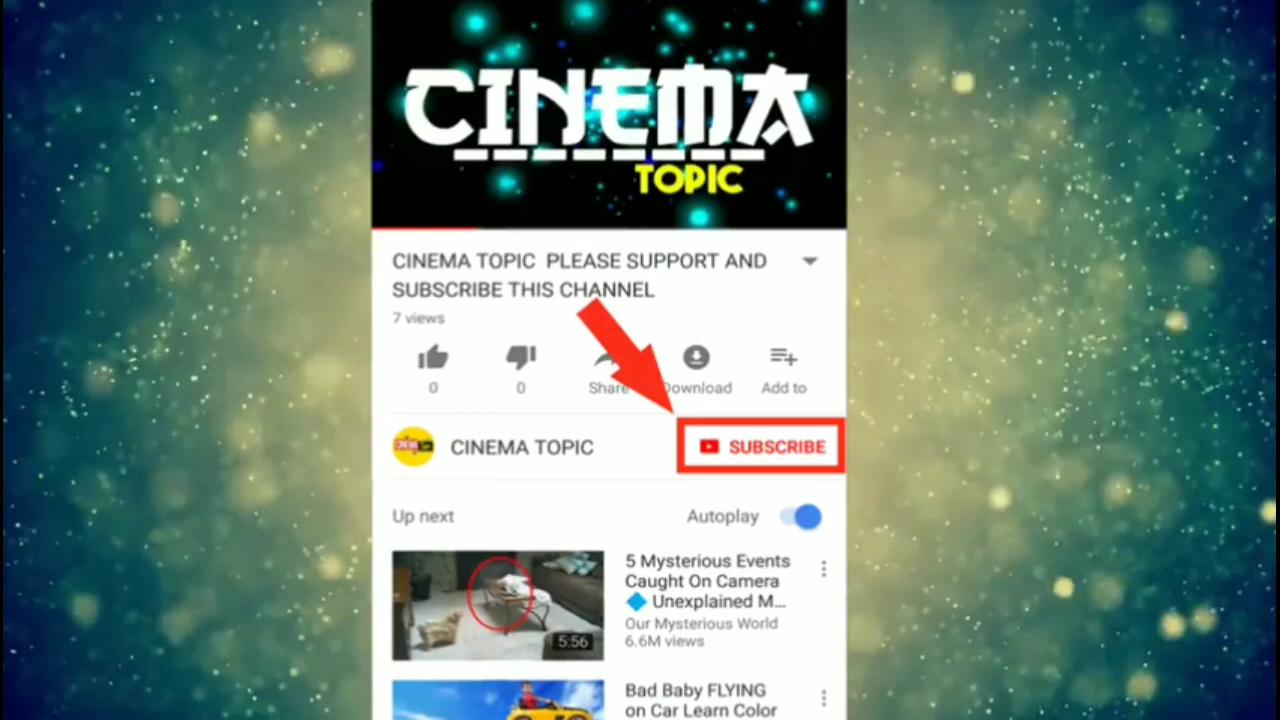 CINEMA
TOPIC
CINEMA TOPIC PLEASE SUPPORT AND
SUBSCRIBE THIS CHANNEL
7 views
0
0
Share
Download
Add to
CINEMA TOPIC
SUBSCRIBE
Up next
Autoplay
5 Mysterious Events
Caught On Camera
🔷 Unexplained M...
Our Mysterious World
6.6M views
5:56
Bad Baby FLYING
on Car Learn Color